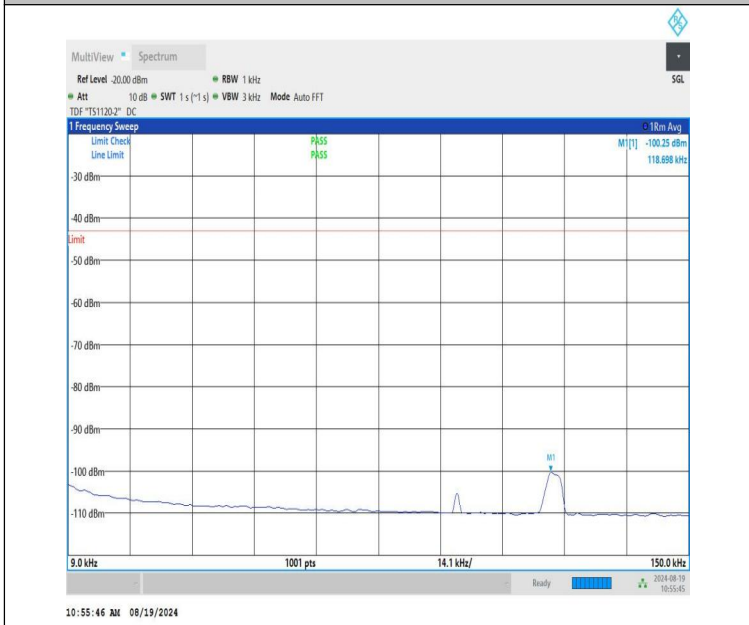 R S
MultiView Spectrum
Ref Level -20.00 dBm RBW 1 kHz SGL
Att 10 dB SWT 1 s (~1 s) VBW 3 kHz Mode Auto FFT
TDF "TS1120-2" DC
1 Frequency Sweep 1Rm Avg
Limit Check PASS M1[1] -100.25 dBm
Line Limit PASS 118.698 kHz
-30 dBm
-40 dBm
Limit
-50 dBm
-60 dBm
-70 dBm
-80 dBm
-90 dBm
M1
-100 dBm
-110 dBm
9.0 kHz 1001 pts 14.1 kHz/ 150.0 kHz
Ready 2024-08-19
10:55:45
10:55:46 AM 08/19/2024